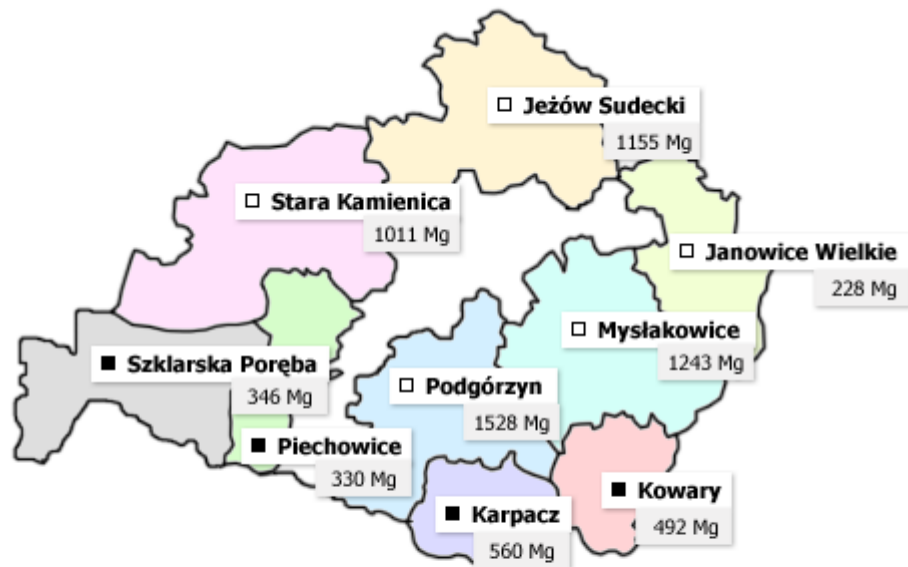 Jeżów Sudecki
1155 Mg
Stara Kamienica
1011 Mg
Janowice Wielkie
228 Mg
Mysłakowice
1243 Mg
Szklarska Poręba
346 Mg
Podgórzyn
1528 Mg
Piechowice
330 Mg
Kowary
492 Mg
Karpacz
560 Mg